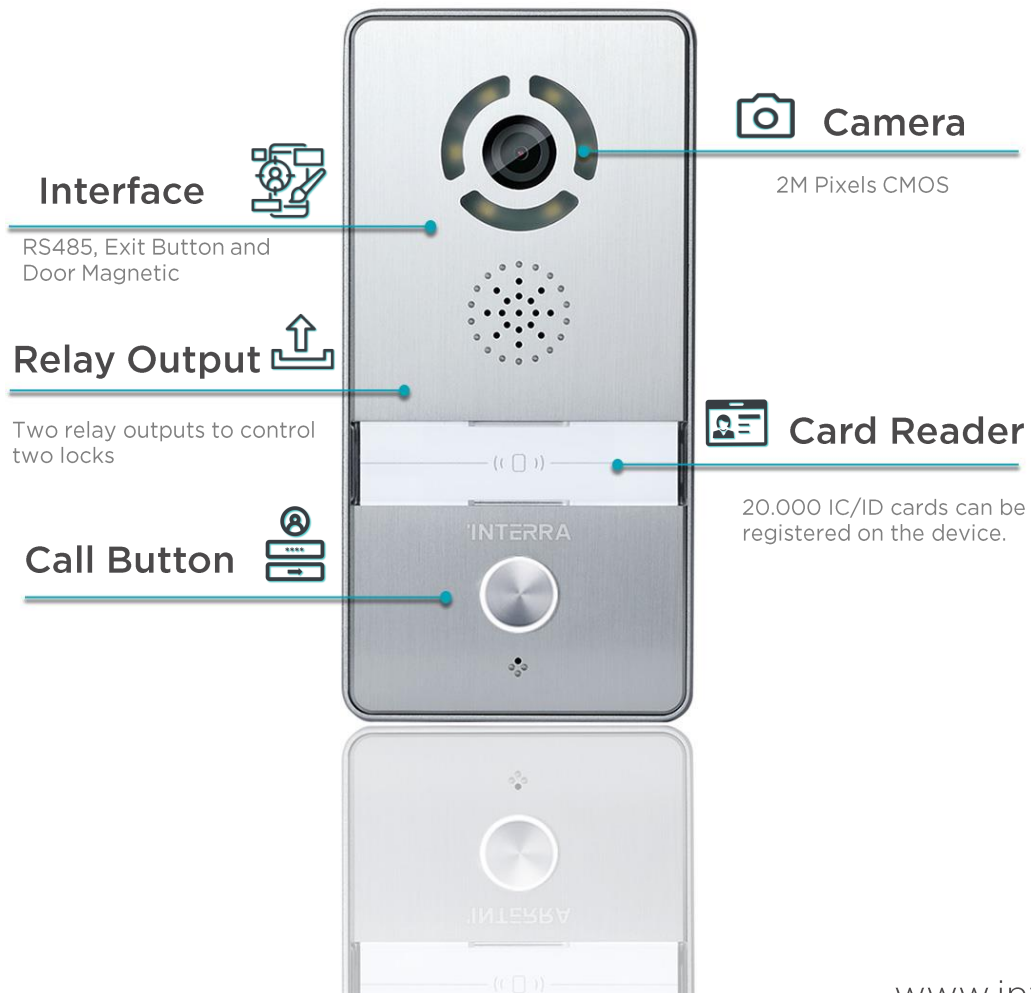 Camera
2M Pixels CMOS
Interface
RS485, Exit Button and
Door Magnetic
Relay Output
Two relay outputs to control
two locks
Card Reader
20.000 IC/ID cards can be
registered on the device.
INTERRA
Call Button